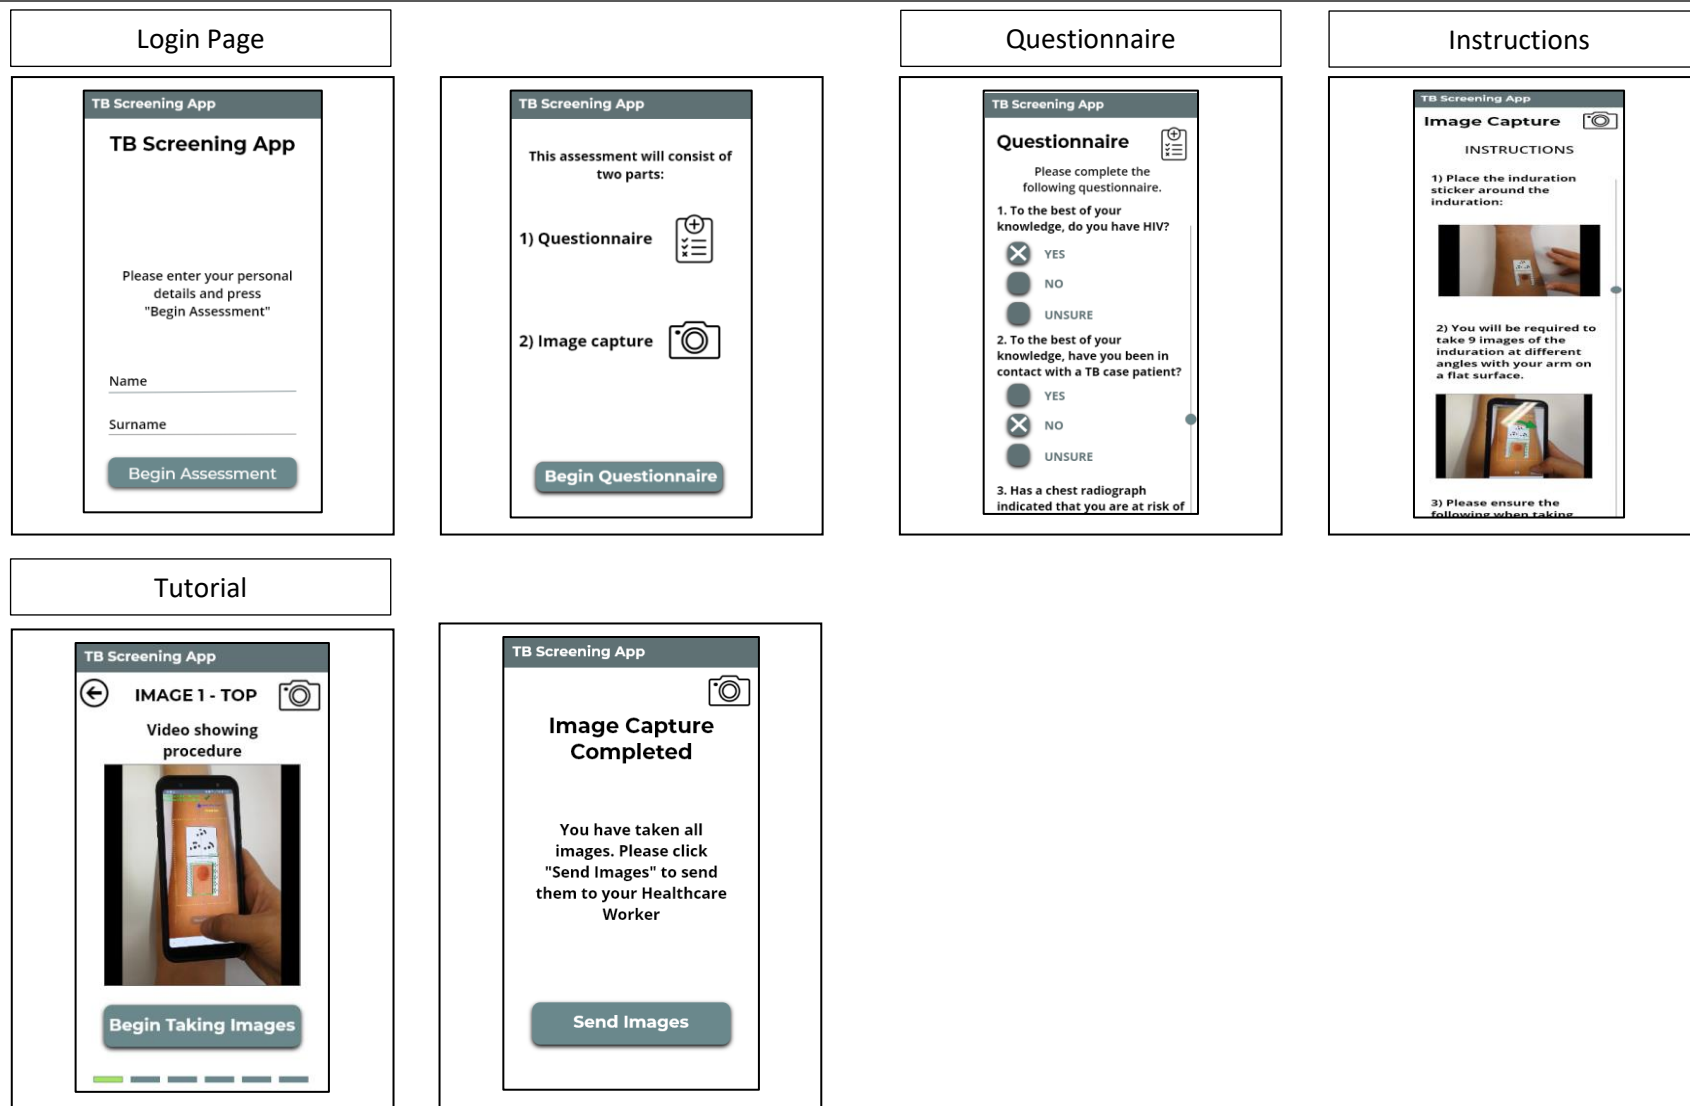 Login Page
TB Screening App
TB Screening App
Please enter your personal
details and press
"Begin Assessment"
Name
Surname
Begin Assessment
TB Screening App
This assessment will consist of
two parts:
1) Questionnaire
2) Image capture
Begin Questionnaire
Questionnaire
TB Screening App
Questionnaire
Please complete the
following questionnaire.
1. To the best of your
knowledge, do you have HIV?
YES
NO
UNSURE
2. To the best of your
knowledge, have you been in
contact with a TB case patient?
YES
NO
UNSURE
3. Has a chest radiograph
indicated that you are at risk of
Instructions
TB Screening App
Image Capture
INSTRUCTIONS
1) Place the induration
sticker around the
induration:
2) You will be required to
take 9 images of the
induration at different
angles with your arm on
a flat surface.
3) Please ensure the
following when taking
Tutorial
TB Screening App
IMAGE 1 - TOP
Video showing
procedure
Begin Taking Images
TB Screening App
Image Capture
Completed
You have taken all
images. Please click
"Send Images" to send
them to your Healthcare
Worker
Send Images